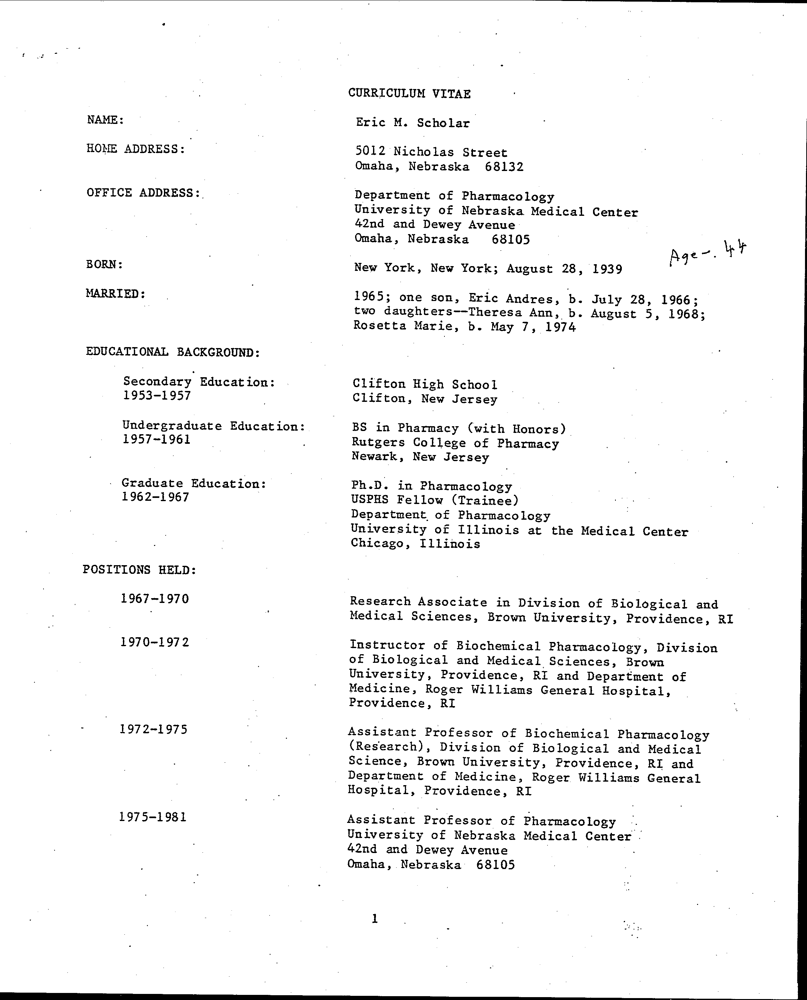 CURRICULUM VITAE
NAME: Eric M. Scholar
HOME ADDRESS: 5012 Nicholas Street
Omaha, Nebraska 68132
OFFICE ADDRESS: Department of Pharmacology
University of Nebraska Medical Center
42nd and Dewey Avenue
Omaha, Nebraska 68105
Age-. 44
BORN: New York, New York; August 28, 1939
MARRIED: 1965; one son, Eric Andres, b. July 28, 1966;
two daughters--Theresa Ann, b. August 5, 1968;
Rosetta Marie, b. May 7, 1974
EDUCATIONAL BACKGROUND:
Secondary Education: Clifton High School
1953-1957 Clifton, New Jersey
Undergraduate Education: BS in Pharmacy (with Honors)
1957-1961 Rutgers College of Pharmacy
Newark, New Jersey
Graduate Education: Ph.D. in Pharmacology
1962-1967 USPHS Fellow (Trainee)
Department of Pharmacology
University of Illinois at the Medical Center
Chicago, Illinois
POSITIONS HELD:
1967-1970 Research Associate in Division of Biological and
Medical Sciences, Brown University, Providence, RI
1970-1972 Instructor of Biochemical Pharmacology, Division
of Biological and Medical Sciences, Brown
University, Providence, RI and Department of
Medicine, Roger Williams General Hospital,
Providence, RI
1972-1975 Assistant Professor of Biochemical Pharmacology
(Research), Division of Biological and Medical
Science, Brown University, Providence, RI and
Department of Medicine, Roger Williams General
Hospital, Providence, RI
1975-1981 Assistant Professor of Pharmacology
University of Nebraska Medical Center
42nd and Dewey Avenue
Omaha, Nebraska 68105
1